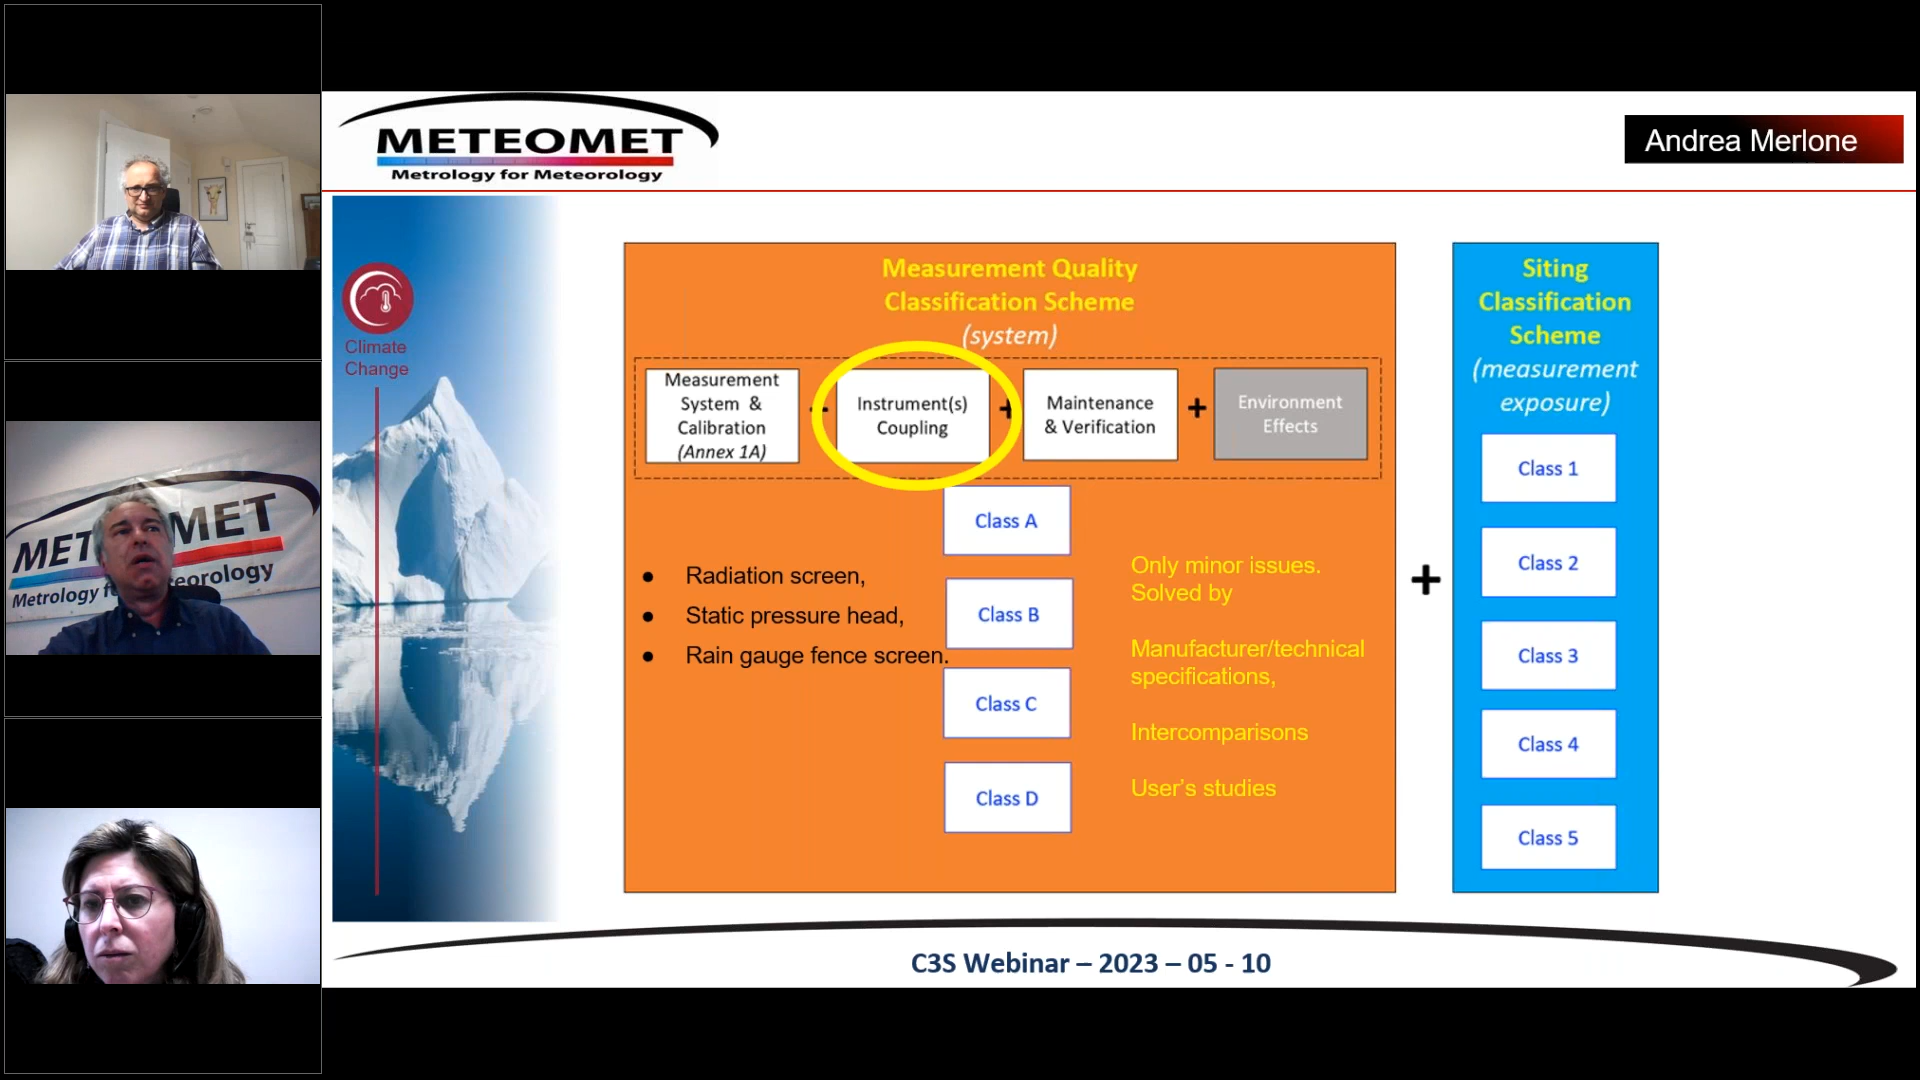 METEOMET
Metrology for Meteorology
Andrea Merlone
Climate
Change
Measurement Quality
Classification Scheme
(system)
Measurement
System &
Calibration
(Annex 1A)
+
Instrument(s)
Coupling
+
Maintenance
& Verification
+
Environment
Effects
● Radiation screen,
● Static pressure head,
● Rain gauge fence screen.
Class A
Class B
Class C
Class D
Only minor issues.
Solved by
Manufacturer/technical
specifications,
Intercomparisons
User's studies
+
Siting
Classification
Scheme
(measurement
exposure)
Class 1
Class 2
Class 3
Class 4
Class 5
C3S Webinar – 2023 – 05 - 10
MET MET
Metrology f eorology